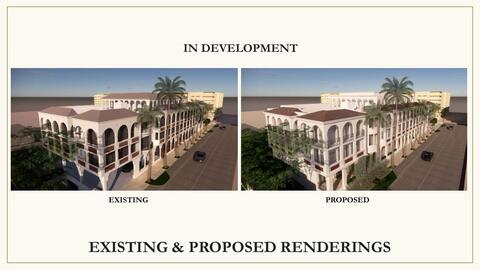 IN DEVELOPMENT
EXISTING
PROPOSED
EXISTING & PROPOSED RENDERINGS